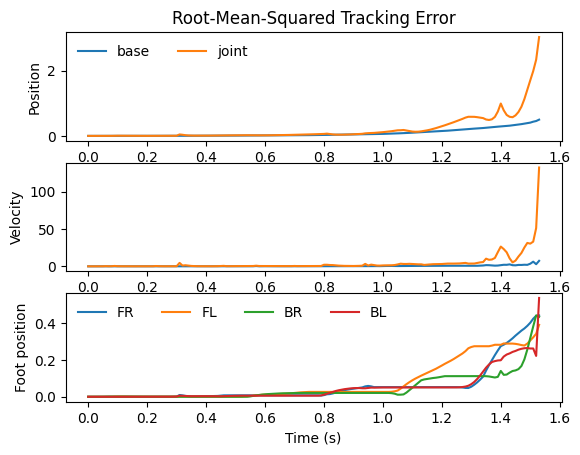 Root-Mean-Squared Tracking Error
base joint
Position
2
0
0.0 0.2 0.4 0.6 0.8 1.0 1.2 1.4 1.6
Velocity
100
50
0
0.0 0.2 0.4 0.6 0.8 1.0 1.2 1.4 1.6
FR FL BR BL
Foot position
0.4
0.2
0.0
0.0 0.2 0.4 0.6 0.8 1.0 1.2 1.4 1.6
Time (s)